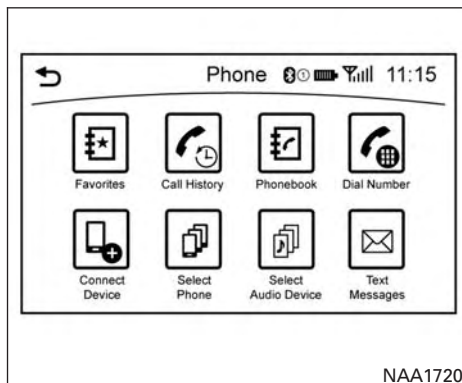 Phone 1 11:15
Favorites Call History Phonebook Dial Number
Connect Select Select Text
Device Phone Audio Device Messages
NAA1720